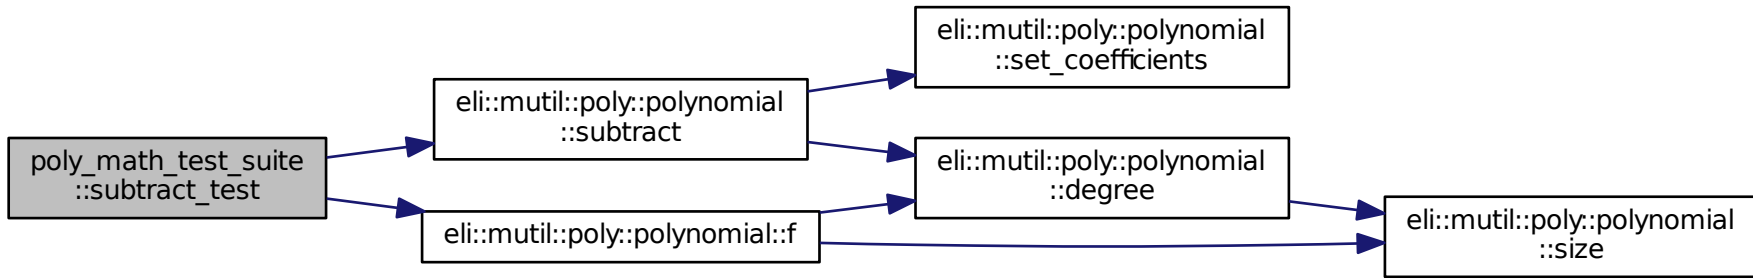 poly_math_test_suite
::subtract_test
eli::mutil::poly::polynomial
::subtract
eli::mutil::poly::polynomial::f
eli::mutil::poly::polynomial
::set_coefficients
eli::mutil::poly::polynomial
::degree
eli::mutil::poly::polynomial
::size